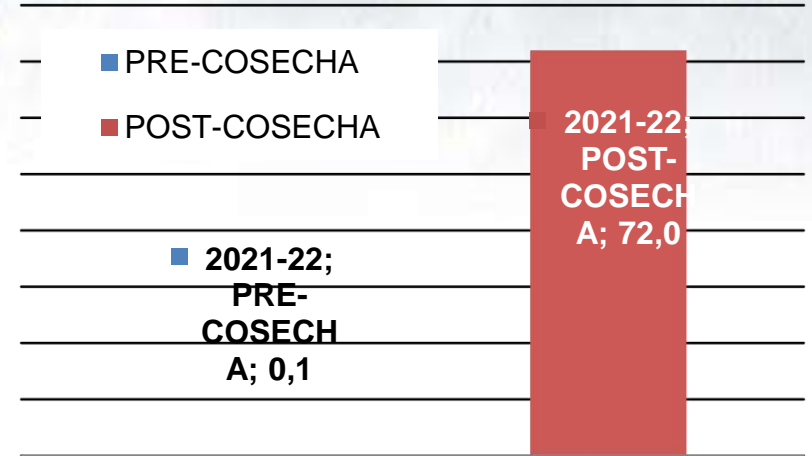 PRE-COSECHA
POST-COSECHA
2021-22;
POST-
COSECH
A; 72,0
2021-22;
PRE-
COSECH
A; 0,1